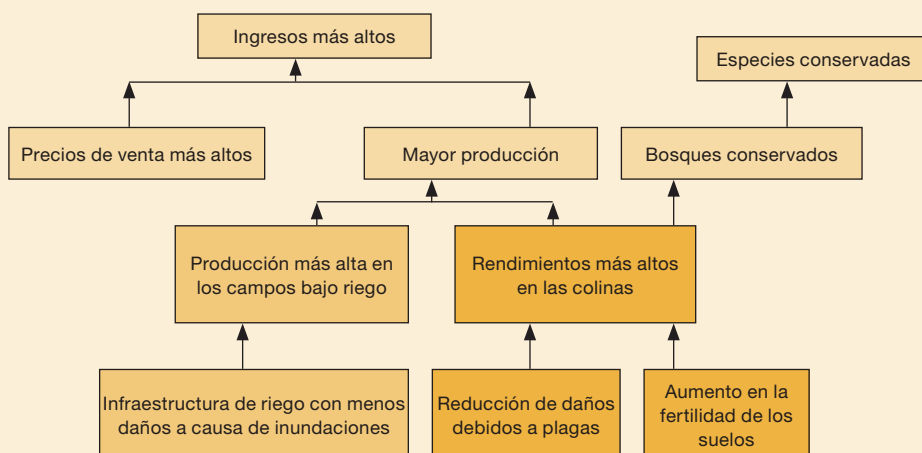 Ingresos más altos
Especies conservadas
Precios de venta más altos
Mayor producción
Bosques conservados
Producción más alta en
los campos bajo riego
Rendimientos más altos
en las colinas
Infraestructura de riego con menos
daños a causa de inundaciones
Reducción de daños
debidos a plagas
Aumento en la
fertilidad de los
suelos